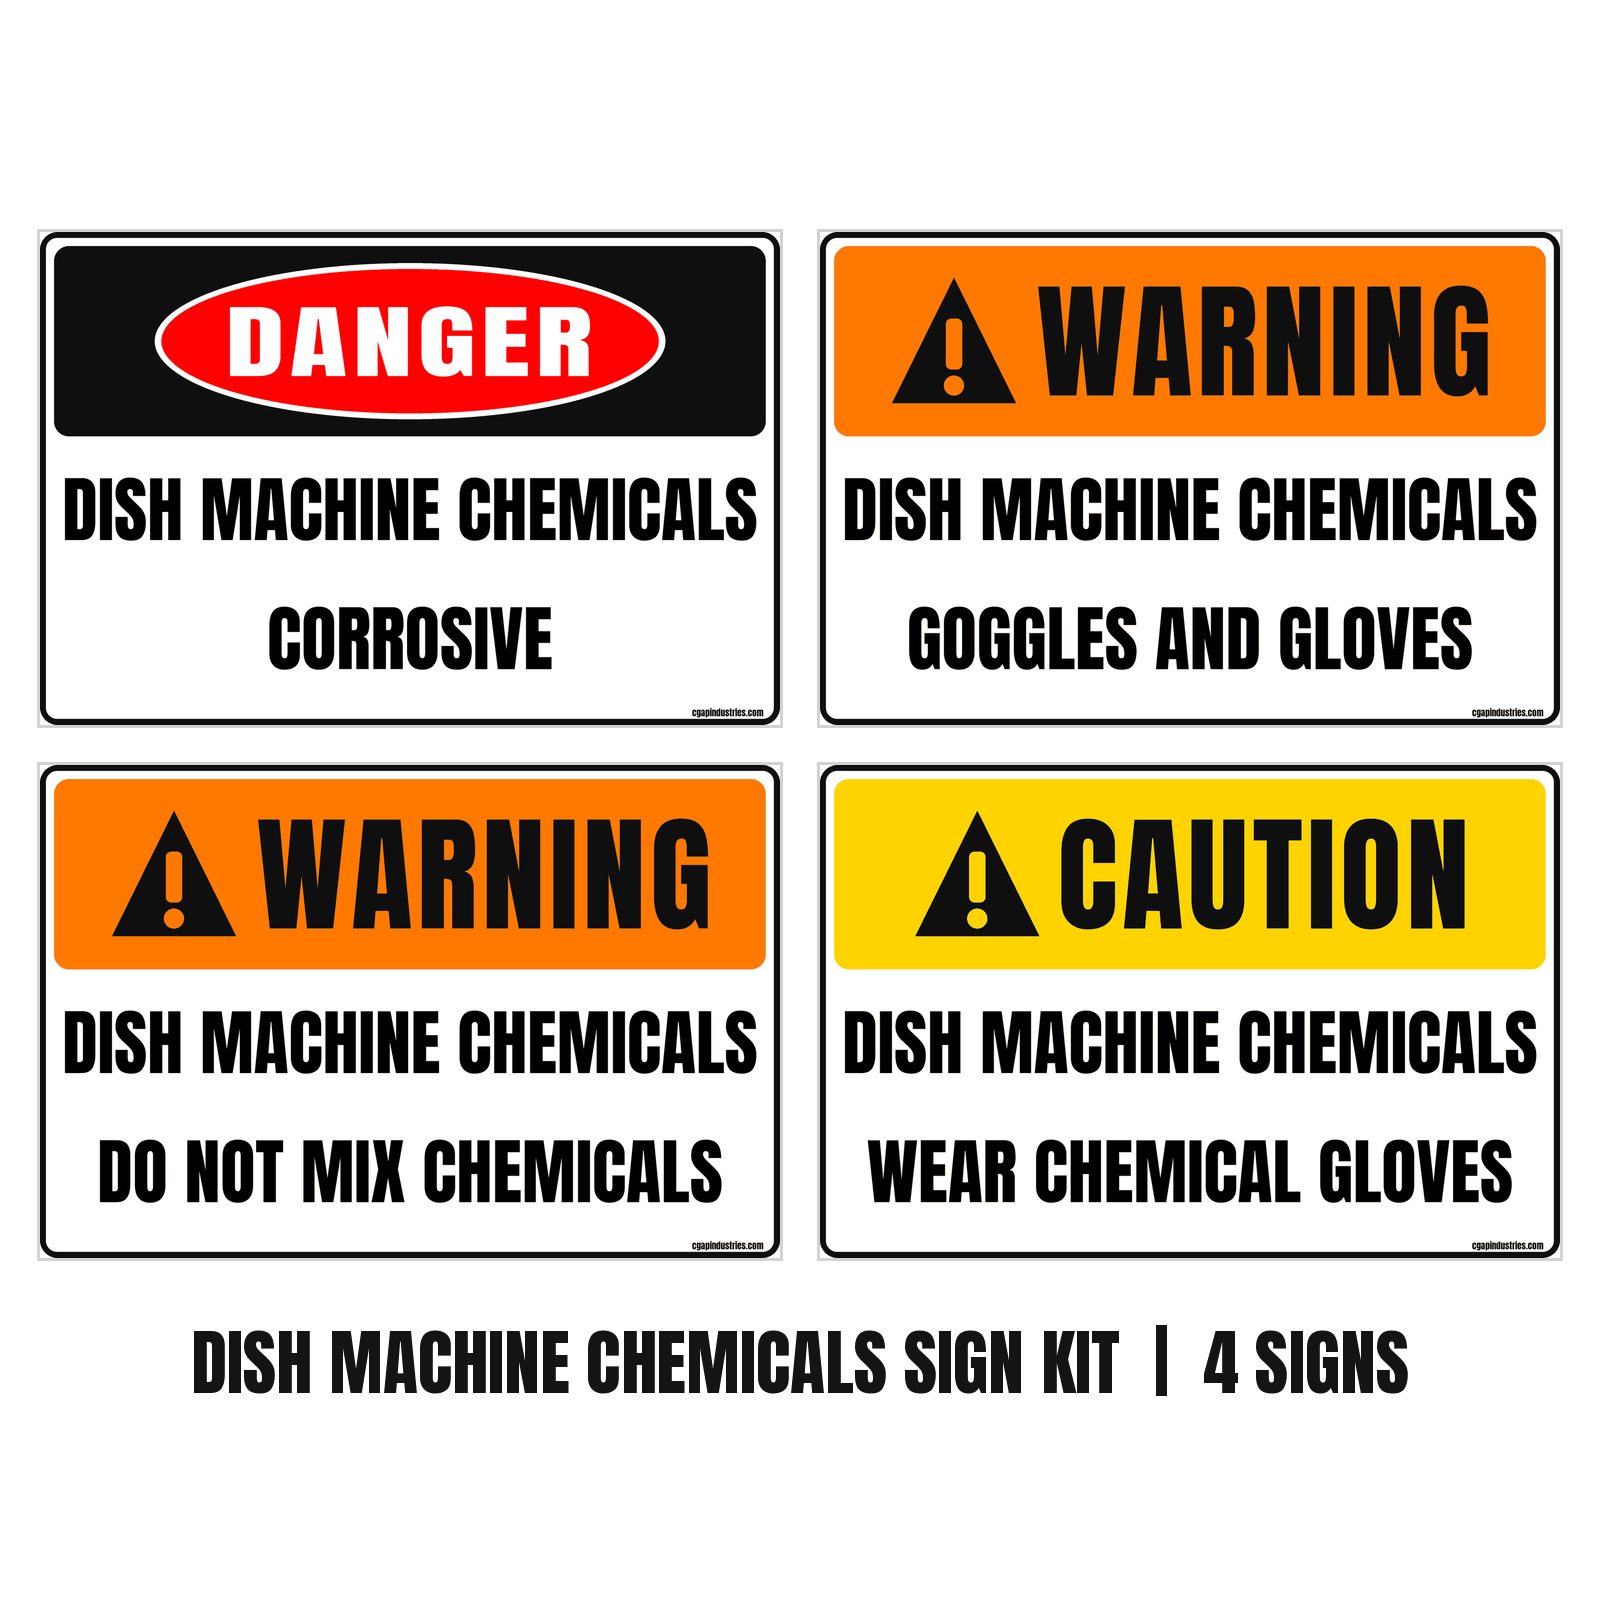 DANGER
DISH MACHINE CHEMICALS
CORROSIVE
cgapindustries.com
WARNING
DISH MACHINE CHEMICALS
GOGGLES AND GLOVES
cgapindustries.com
WARNING
DISH MACHINE CHEMICALS
DO NOT MIX CHEMICALS
cgapindustries.com
CAUTION
DISH MACHINE CHEMICALS
WEAR CHEMICAL GLOVES
cgapindustries.com
DISH MACHINE CHEMICALS SIGN KIT | 4 SIGNS